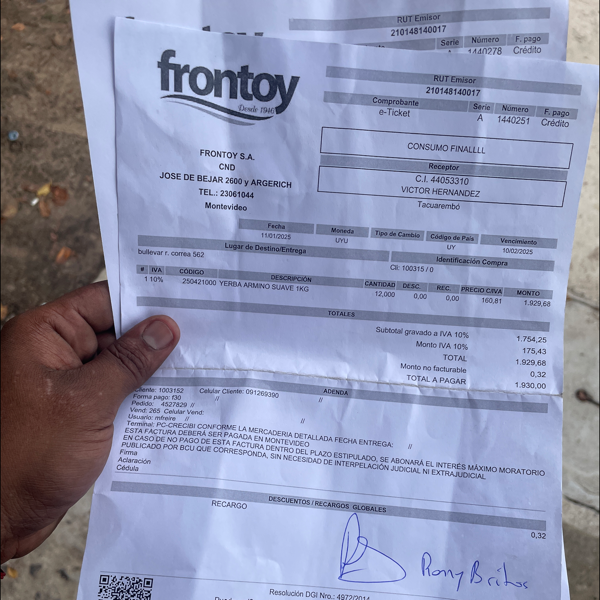 RUT Emisor
210148140017
Serie Número F. pago
A 1440278 Crédito
frontoy
Desde 1946
RUT Emisor
210148140017
Comprobante Serie Número F. pago
e-Ticket A 1440251 Crédito
FRONTOY S.A.
CND
JOSE DE BEJAR 2600 y ARGERICH
TEL.: 23061044
Montevideo
CONSUMO FINALLLL
Receptor
C.I. 44053310
VICTOR HERNANDEZ
Tacuarembó
Fecha Moneda Tipo de Cambio Código de País Vencimiento
11/01/2025 UYU UY 10/02/2025
Lugar de Destino/Entrega Identificación Compra
bullevar r. correa 562 Cli: 100315 / 0
# IVA CÓDIGO DESCRIPCIÓN CANTIDAD DESC. REC. PRECIO C/IVA MONTO
1 10% 250421000 YERBA ARMINO SUAVE 1KG 12,000 0,00 0,00 160,81 1.929,68
TOTALES
Subtotal gravado a IVA 10% 1.754,25
Monto IVA 10% 175,43
TOTAL 1.929,68
Monto no facturable 0,32
TOTAL A PAGAR 1.930,00
ADENDA
Cliente: 1003152 Celular Cliente: 091269390 //
Forma pago: f30 //
Pedido: 4527829 //
Vend: 265 Celular Vend:
Usuario: mfreire // //
Terminal: PC-CRECIBI CONFORME LA MERCADERIA DETALLADA FECHA ENTREGA: //
ESTA FACTURA DEBERÁ SER PAGADA EN MONTEVIDEO
EN CASO DE NO PAGO DE ESTA FACTURA DENTRO DEL PLAZO ESTIPULADO, SE ABONARÁ EL INTERÉS MÁXIMO MORATORIO
PUBLICADO POR BCU QUE CORRESPONDA, SIN NECESIDAD DE INTERPELACIÓN JUDICIAL NI EXTRAJUDICIAL
Firma
Aclaración
Cédula
DESCUENTOS / RECARGOS GLOBALES
RECARGO 0,32
Rony Britos
Resolución DGI Nro.: 4972/2014